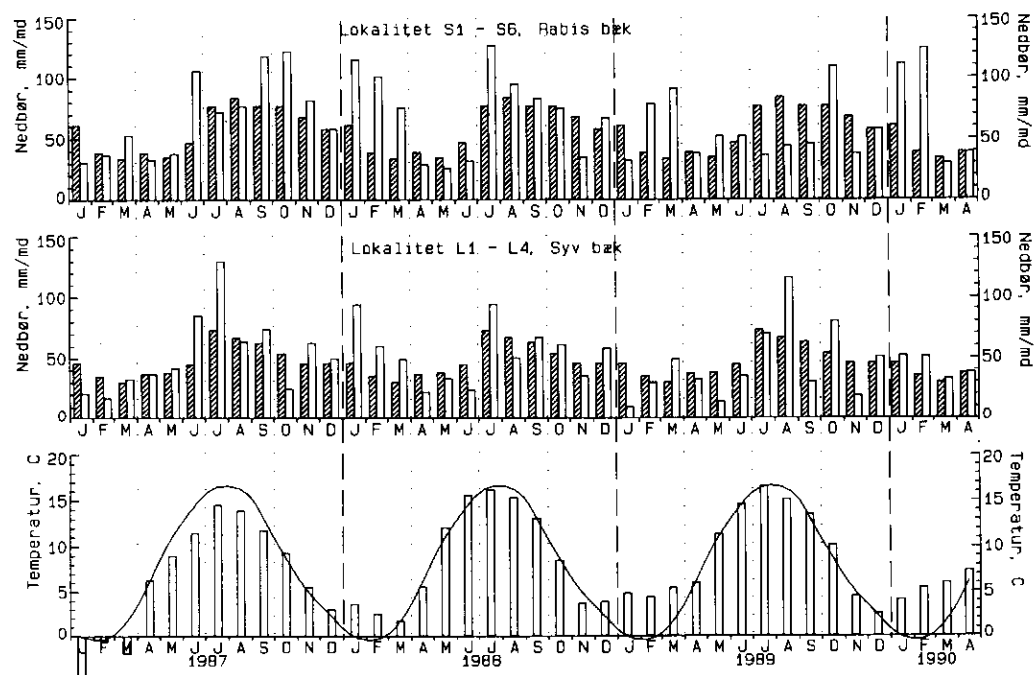 Lokalitet S1 - S6, Rabis bæk
Nedbør, mm/md
150
100
50
0
J F M A M J J A S O N D J F M A M J J A S O N D J F M A M J J A S O N D J F M A
150
100
50
0
Nedbør, mm/md
Lokalitet L1 - L4, Syv bæk
Nedbør, mm/md
150
100
50
0
J F M A M J J A S O N D J F M A M J J A S O N D J F M A M J J A S O N D J F M A
150
100
50
0
Nedbør, mm/md
Temperatur, C
20
15
10
5
0
J F M A M J J A S O N D J F M A M J J A S O N D J F M A M J J A S O N D J F M A
20
15
10
5
0
Temperatur, C
1987 1988 1989 1990